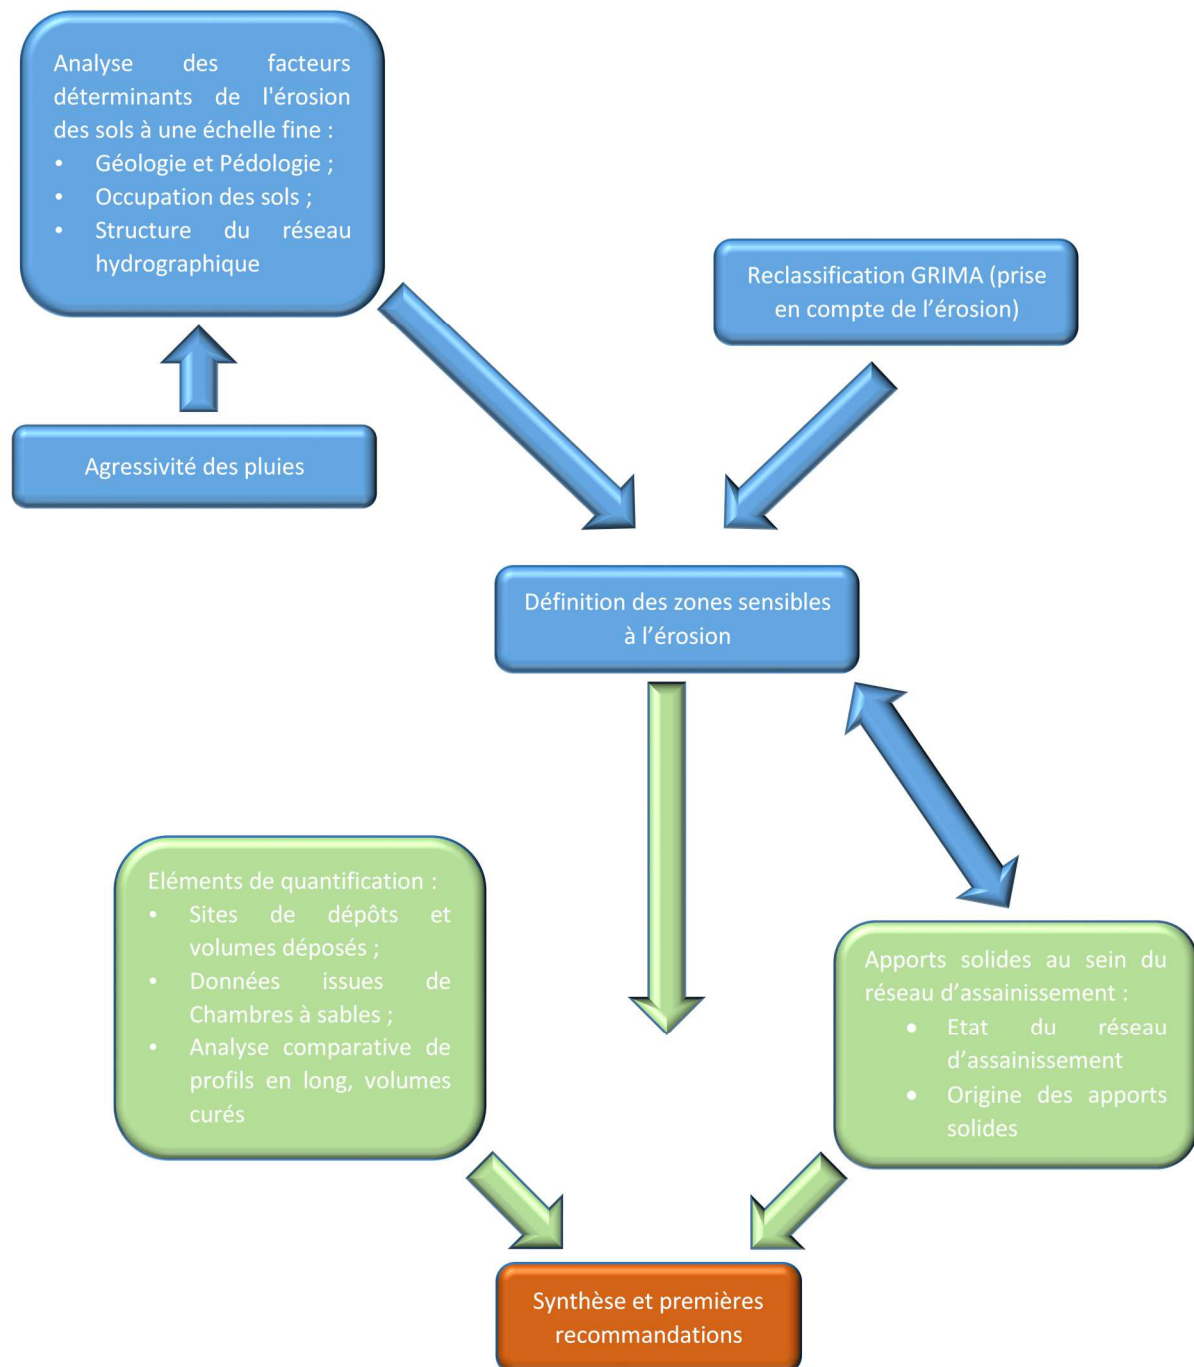 Analyse des facteurs
déterminants de l'érosion
des sols à une échelle fine :
• Géologie et Pédologie ;
• Occupation des sols ;
• Structure du réseau
hydrographique
Reclassification GRIMA (prise
en compte de l’érosion)
Agressivité des pluies
Définition des zones sensibles
à l’érosion
Eléments de quantification :
• Sites de dépôts et
volumes déposés ;
• Données issues de
Chambres à sables ;
• Analyse comparative de
profils en long, volumes
curés
Apports solides au sein du
réseau d’assainissement :
• Etat du réseau
d’assainissement
• Origine des apports
solides
Synthèse et premières
recommandations